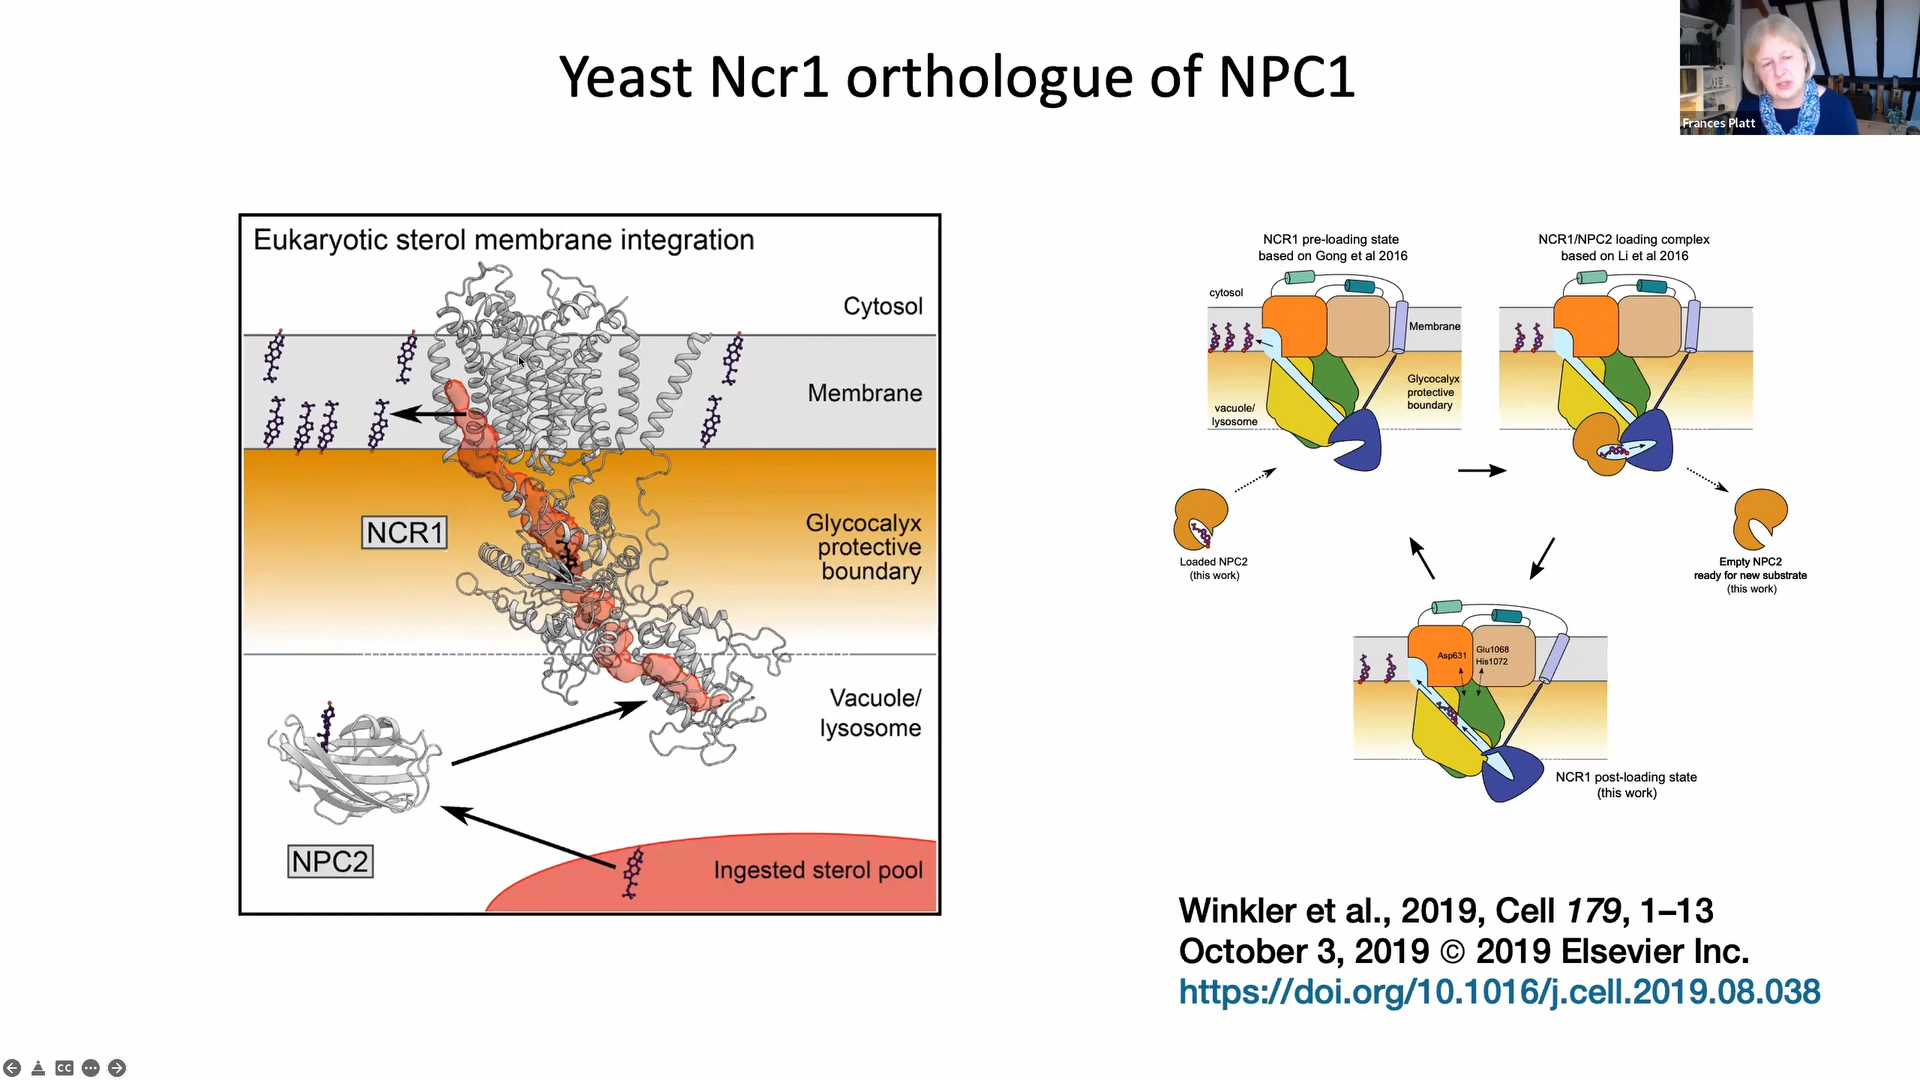 Yeast Ncr1 orthologue of NPC1
Frances Platt
Eukaryotic sterol membrane integration
Cytosol
Membrane
NCR1
Glycocalyx
protective
boundary
Vacuole/
lysosome
NPC2
Ingested sterol pool
NCR1 pre-loading state
based on Gong et al 2016
cytosol
Membrane
Glycocalyx
protective
boundary
vacuole/
lysosome
NCR1/NPC2 loading complex
based on Li et al 2016
Loaded NPC2
(this work)
Empty NPC2
ready for new substrate
(this work)
Asp631
Glu1068
His1072
NCR1 post-loading state
(this work)
Winkler et al., 2019, Cell 179, 1–13
October 3, 2019 © 2019 Elsevier Inc.
https://doi.org/10.1016/j.cell.2019.08.038
CC